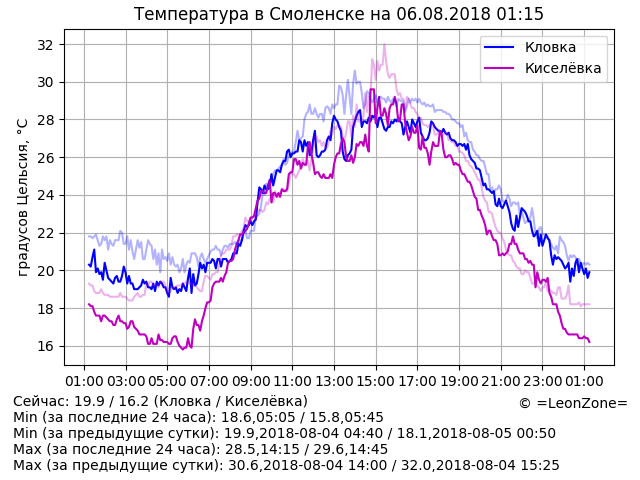 Температура в Смоленске на 06.08.2018 01:15
градусов Цельсия, °C
32
30
28
26
24
22
20
18
16
Кловка
Киселёвка
01:00 03:00 05:00 07:00 09:00 11:00 13:00 15:00 17:00 19:00 21:00 23:00 01:00
Сейчас: 19.9 / 16.2 (Кловка / Киселёвка)
© =LeonZone=
Min (за последние 24 часа): 18.6,05:05 / 15.8,05:45
Min (за предыдущие сутки): 19.9,2018-08-04 04:40 / 18.1,2018-08-05 00:50
Max (за последние 24 часа): 28.5,14:15 / 29.6,14:45
Max (за предыдущие сутки): 30.6,2018-08-04 14:00 / 32.0,2018-08-04 15:25